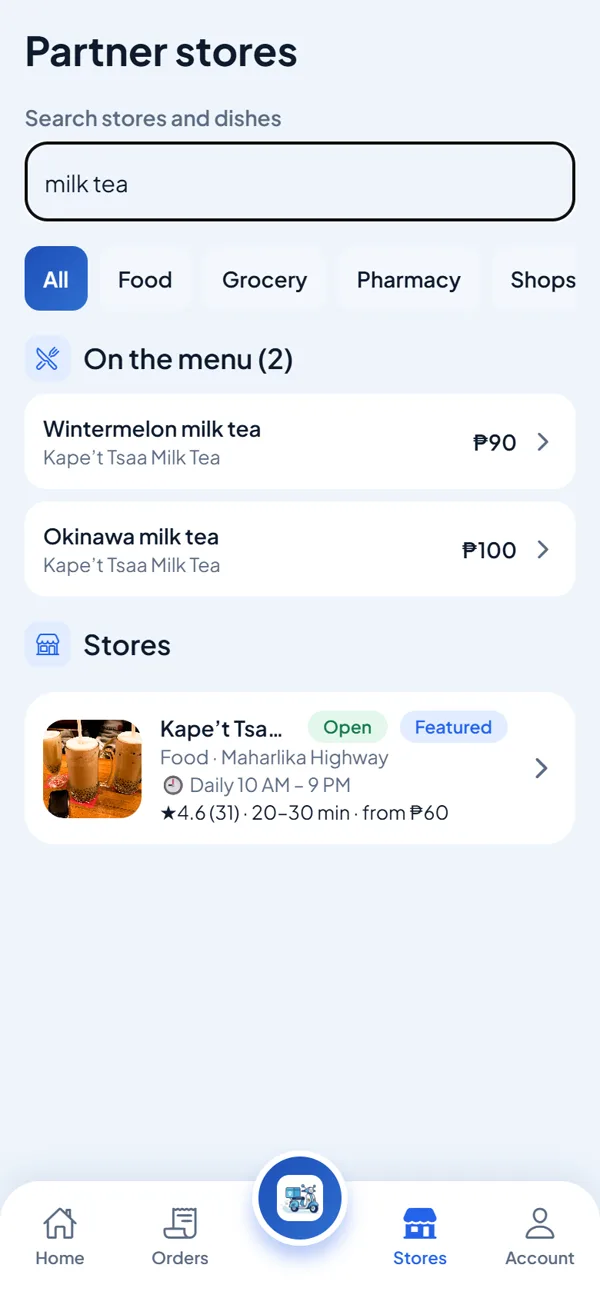 Partner stores
Search stores and dishes
milk tea
All Food Grocery Pharmacy Shops
On the menu (2)
Wintermelon milk tea
Kape’t Tsaa Milk Tea
₱90
Okinawa milk tea
Kape’t Tsaa Milk Tea
₱100
Stores
Kape’t Tsa… Open Featured
Food · Maharlika Highway
Daily 10 AM – 9 PM
★4.6 (31) · 20–30 min · from ₱60
Home Orders Stores Account